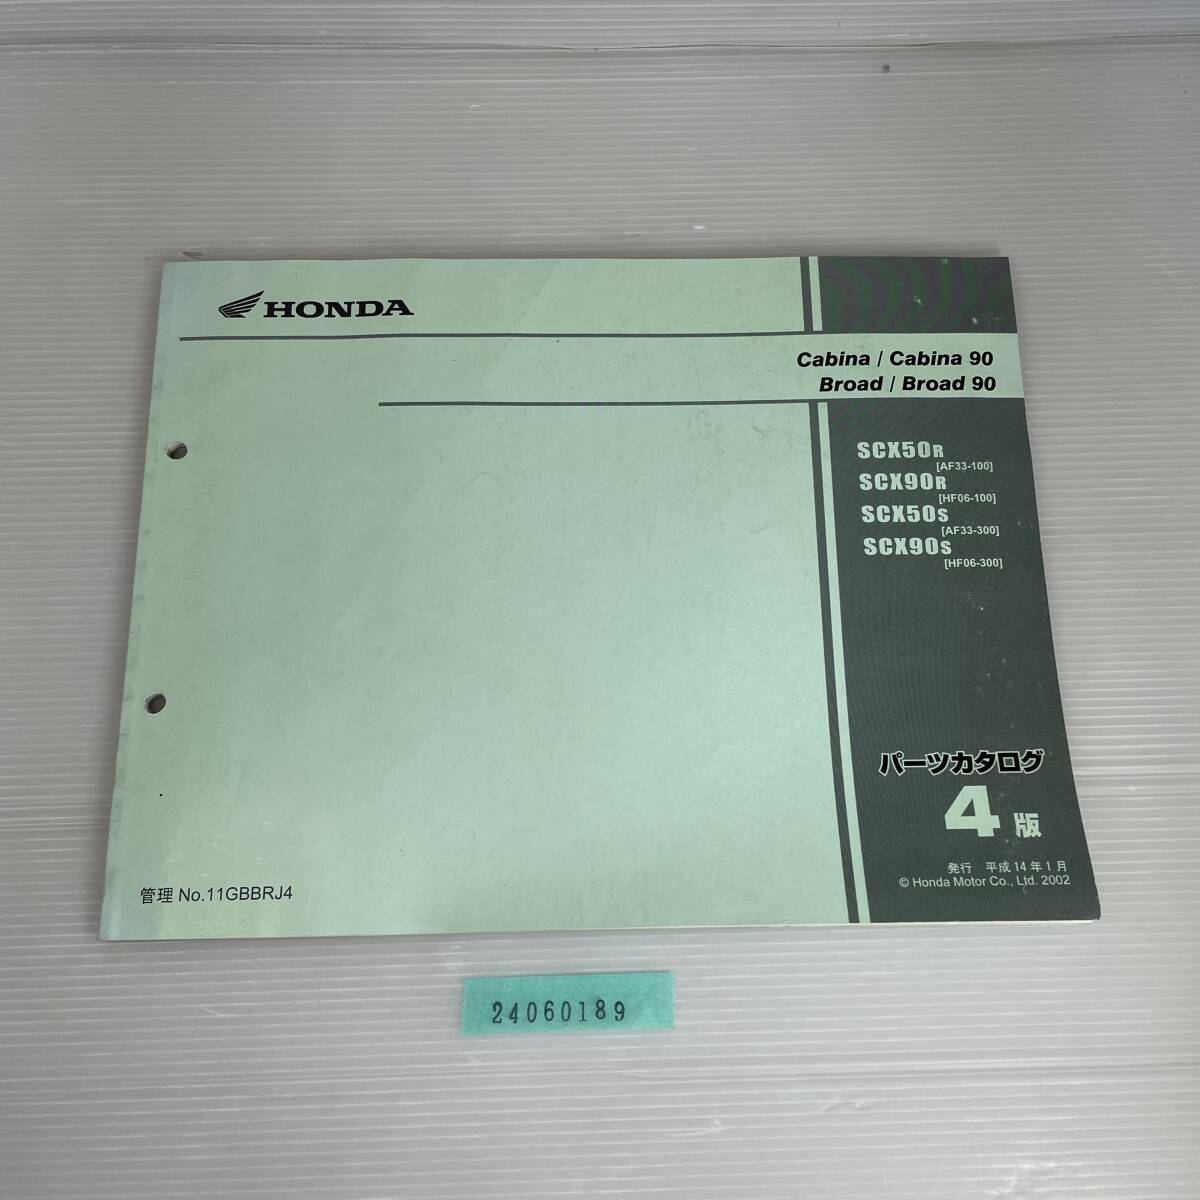 HONDA
Cabina / Cabina 90
Broad / Broad 90
SCX50R
[AF33-100]
SCX90R
[HF06-100]
SCX50S
[AF33-300]
SCX90S
[HF06-300]
パーツカタログ
4版
発行 平成14年1月
© Honda Motor Co., Ltd. 2002
管理 No.11GBBRJ4
24060189